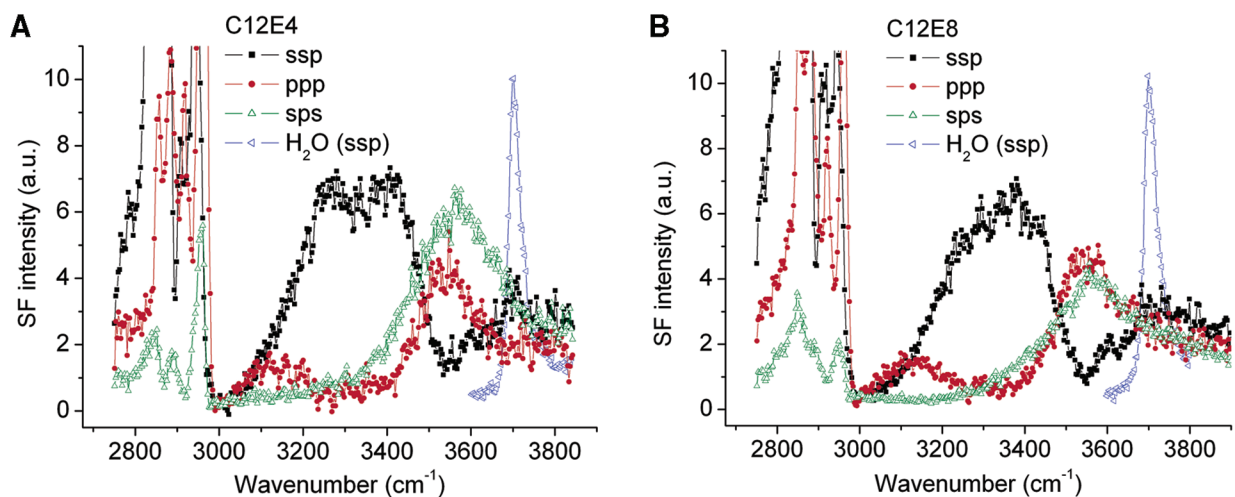 A
C12E4
ssp
ppp
sps
H2O (ssp)
SF intensity (a.u.)
10
8
6
4
2
0
2800 3000 3200 3400 3600 3800
Wavenumber (cm-1)
B
C12E8
ssp
ppp
sps
H2O (ssp)
SF intensity (a.u.)
10
8
6
4
2
0
2800 3000 3200 3400 3600 3800
Wavenumber (cm-1)